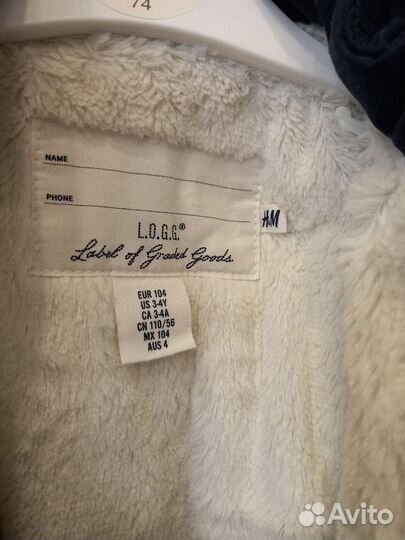 74
NAME
PHONE
L.O.G.G.®
Label of Graded Goods
H&M
EUR 104
US 3-4Y
CA 3-4A
CN 110/56
MX 104
AUS 4
Avito